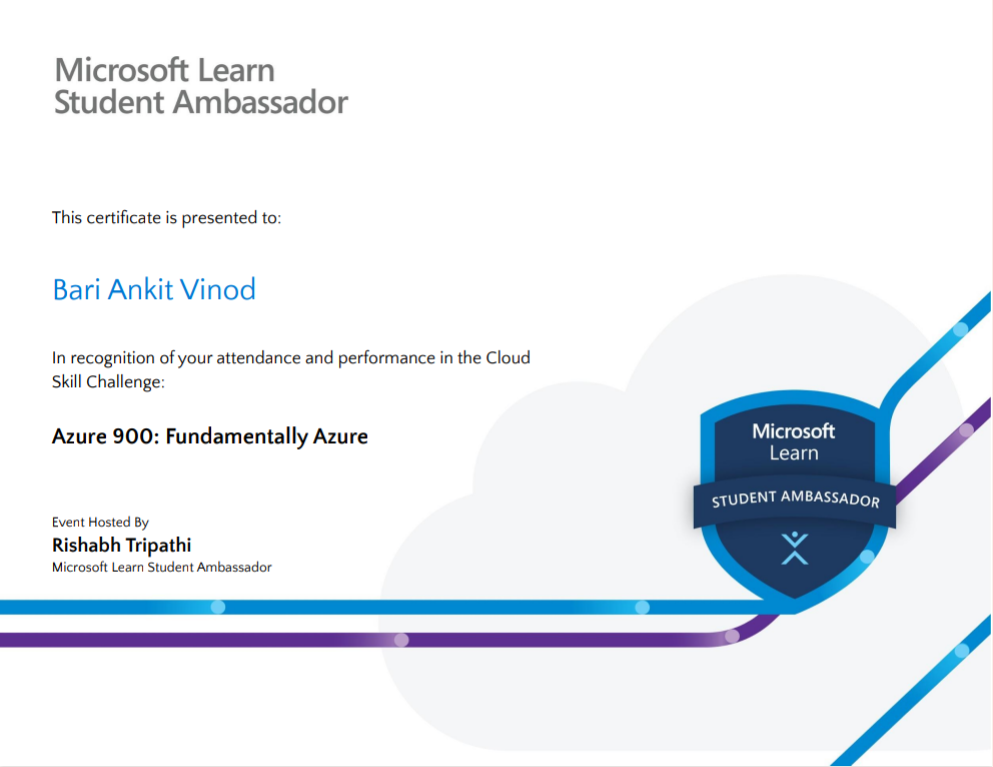 Microsoft Learn
Student Ambassador
This certificate is presented to:
Bari Ankit Vinod
In recognition of your attendance and performance in the Cloud
Skill Challenge:
Azure 900: Fundamentally Azure
Event Hosted By
Rishabh Tripathi
Microsoft Learn Student Ambassador
Microsoft
Learn
STUDENT AMBASSADOR